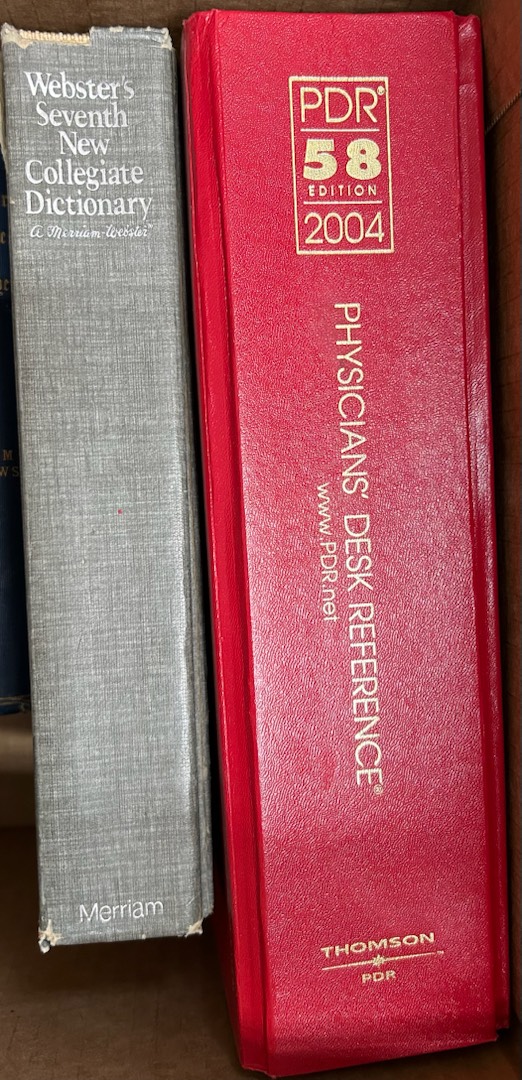 Webster's
Seventh
New
Collegiate
Dictionary
a Merriam-Webster®
Merriam
PDR®
58
EDITION
2004
PHYSICIANS' DESK REFERENCE®
www.PDR.net
THOMSON™
PDR